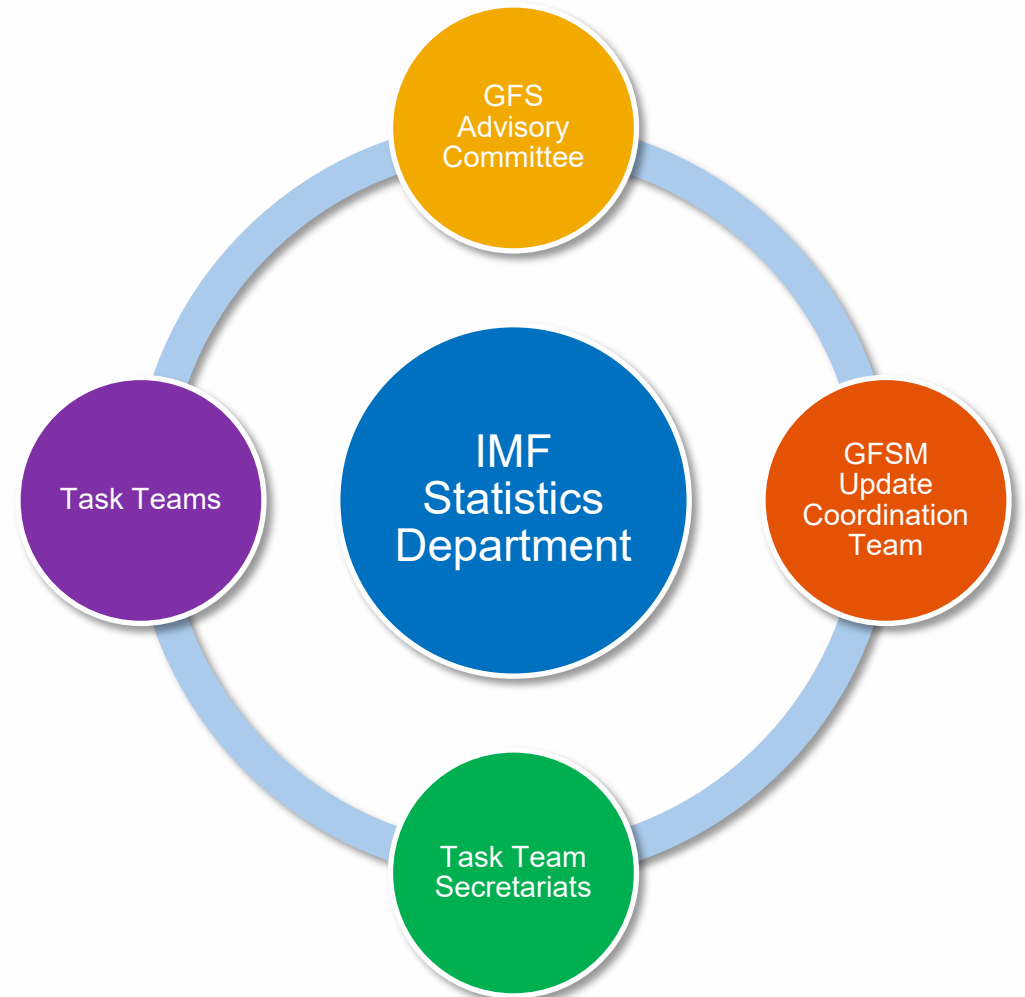 GFS
Advisory
Committee
Task Teams
IMF
Statistics
Department
GFSM
Update
Coordination
Team
Task Team
Secretariats